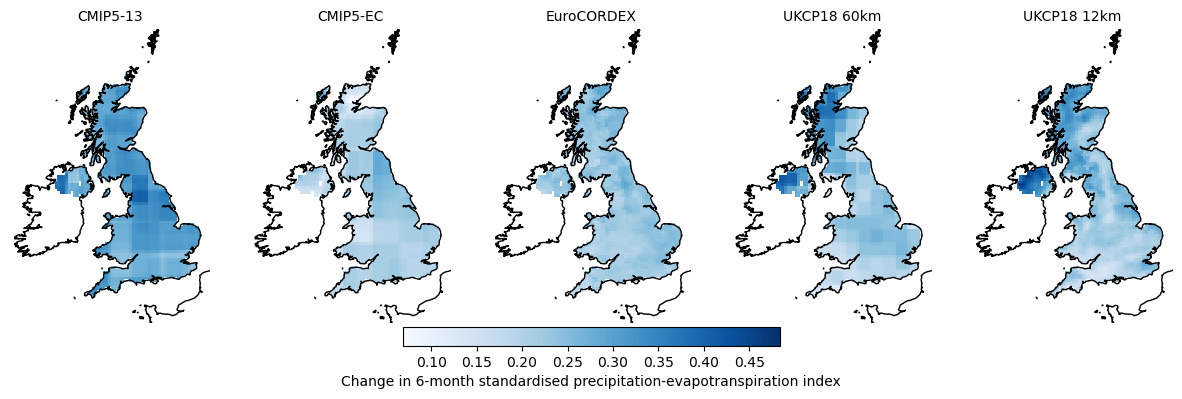 CMIP5-13 CMIP5-EC EuroCORDEX UKCP18 60km UKCP18 12km
0.10 0.15 0.20 0.25 0.30 0.35 0.40 0.45
Change in 6-month standardised precipitation-evapotranspiration index